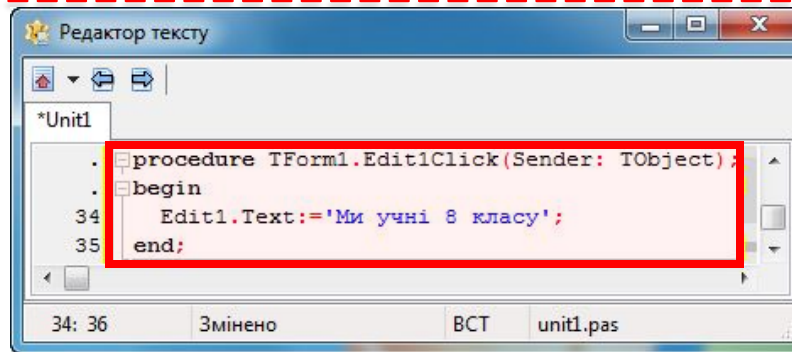 Редактор тексту
*Unit1
. procedure TForm1.Edit1Click(Sender: TObject);
. begin
34 Edit1.Text:='Ми учні 8 класу';
35 end;
34: 36 Змінено ВСТ unit1.pas